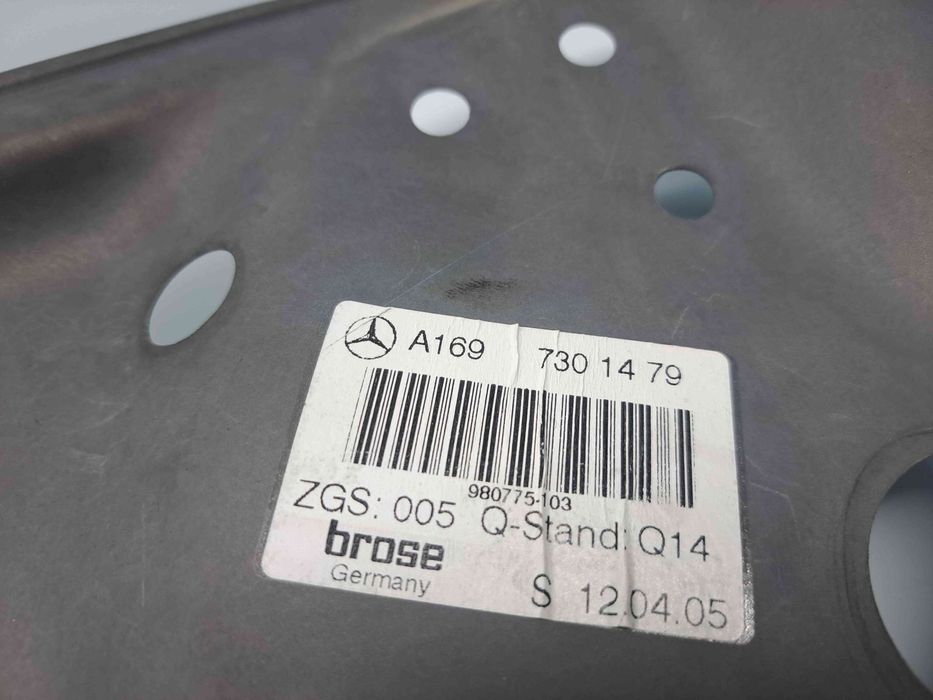 A169 730 14 79
980775-103
ZGS: 005 Q-Stand: Q14
brose
Germany
S 12.04.05